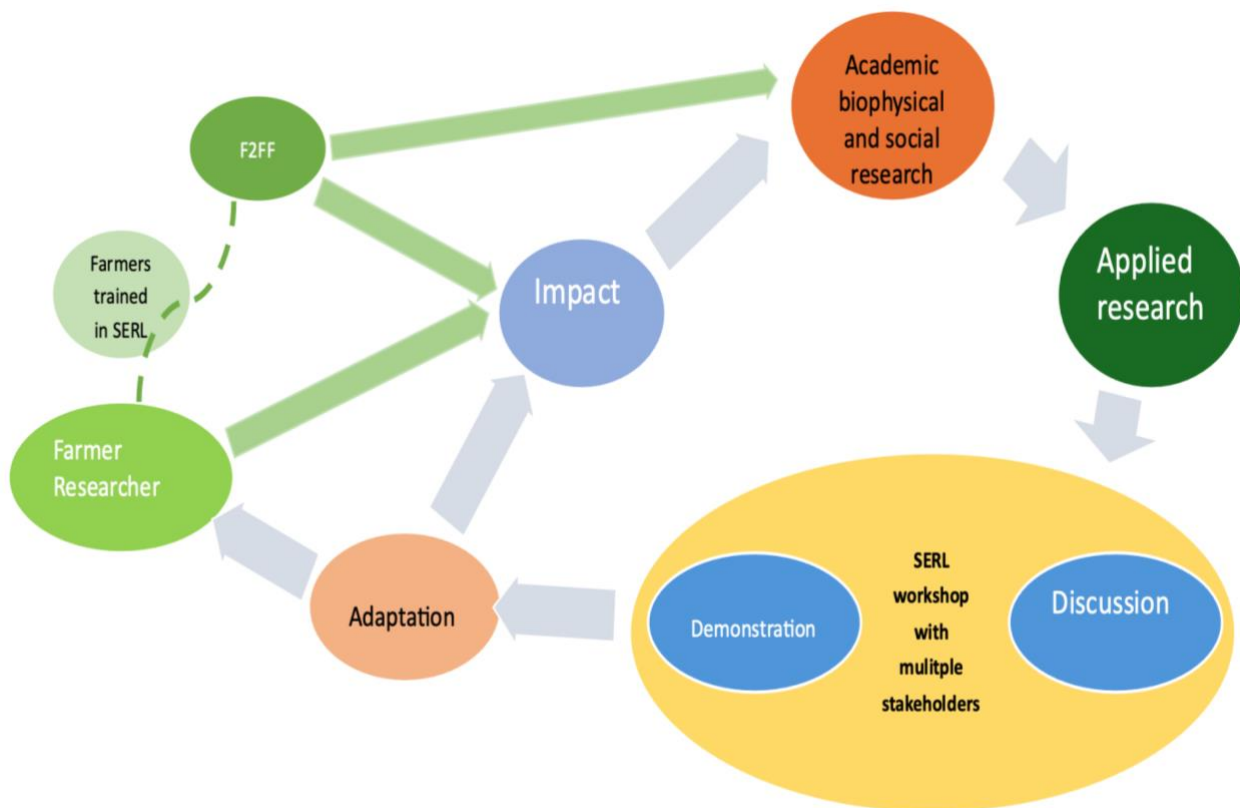 Academic
biophysical
and social
research
F2FF
Farmers
trained
in SERL
Impact
Applied
research
Farmer
Researcher
Adaptation
Demonstration
SERL
workshop
with
mulitple
stakeholders
Discussion